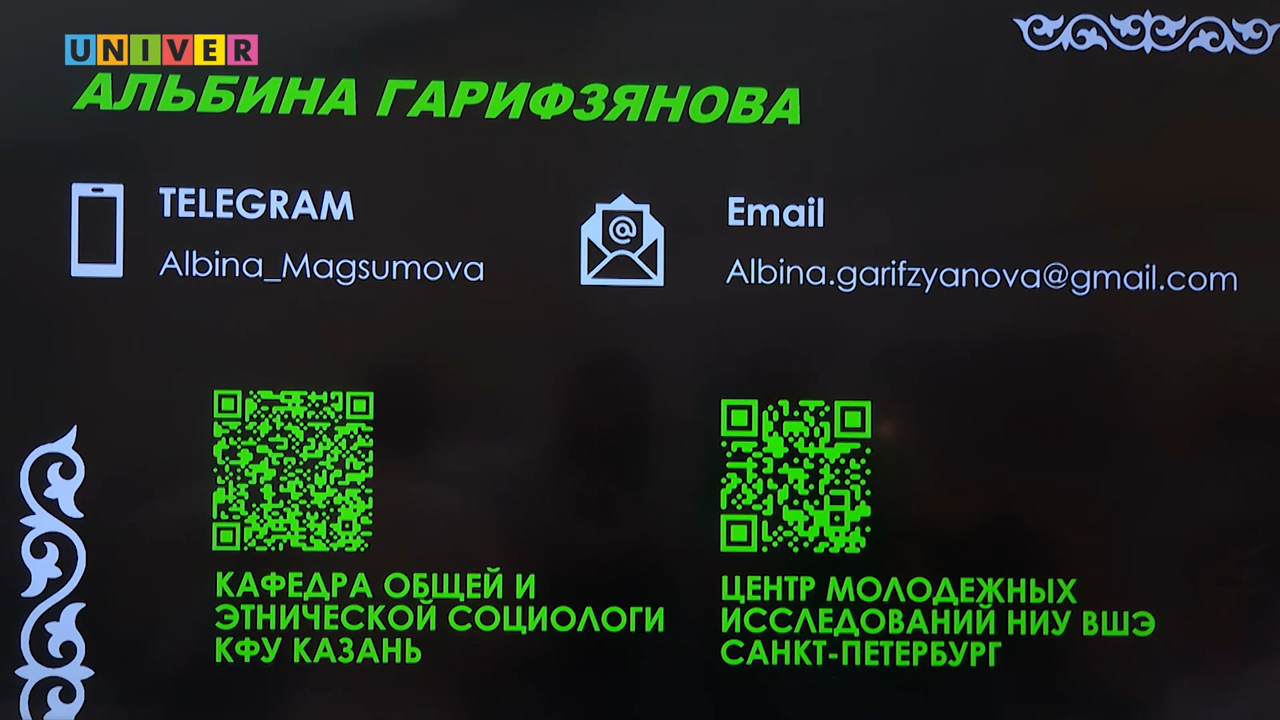 UNIVER
АЛЬБИНА ГАРИФЗЯНОВА
TELEGRAM
Albina_Magsumova
Email
Albina.garifzyanova@gmail.com
КАФЕДРА ОБЩЕЙ И
ЭТНИЧЕСКОЙ СОЦИОЛОГИ
КФУ КАЗАНЬ
ЦЕНТР МОЛОДЕЖНЫХ
ИССЛЕДОВАНИЙ НИУ ВШЭ
САНКТ-ПЕТЕРБУРГ